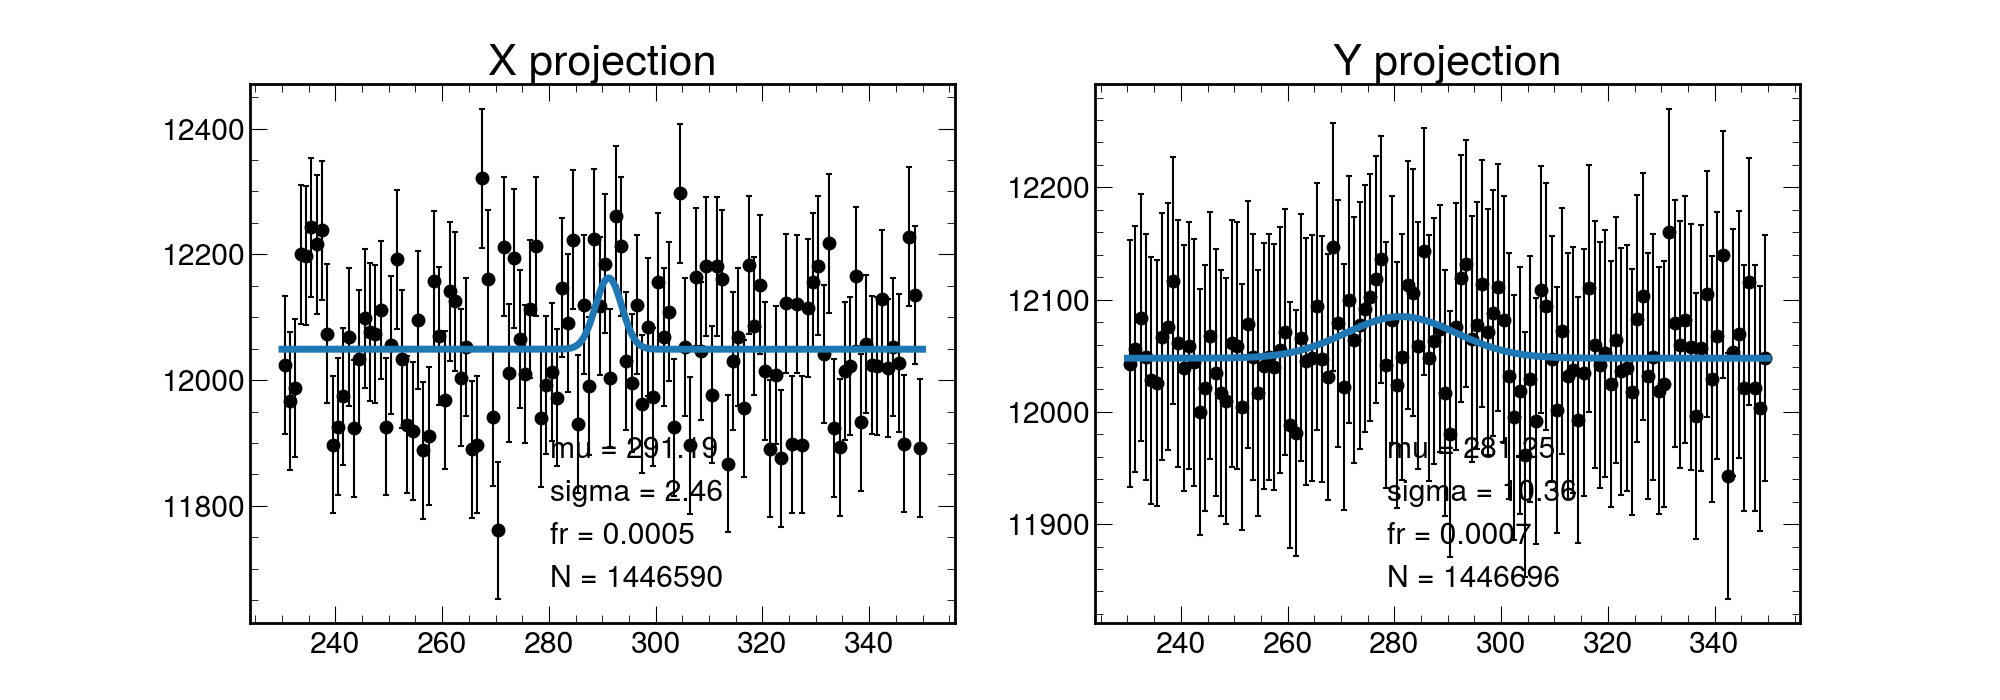 X projection
12400
12200
12000
11800
mu = 291.19
sigma = 2.46
fr = 0.0005
N = 1446590
240 260 280 300 320 340
Y projection
12200
12100
12000
11900
mu = 281.25
sigma = 10.36
fr = 0.0007
N = 1446696
240 260 280 300 320 340